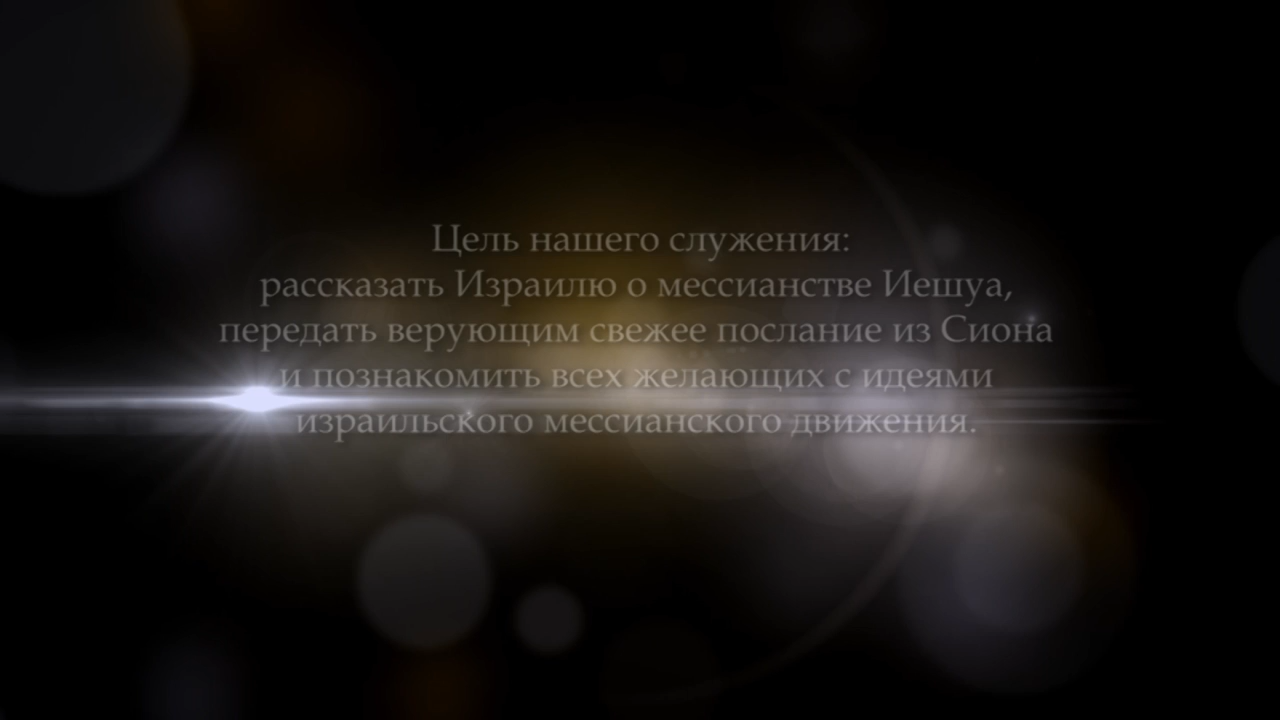 Цель нашего служения:
рассказать Израилю о мессианстве Иешуа,
передать верующим свежее послание из Сиона
и познакомить всех желающих с идеями
израильского мессианского движения.